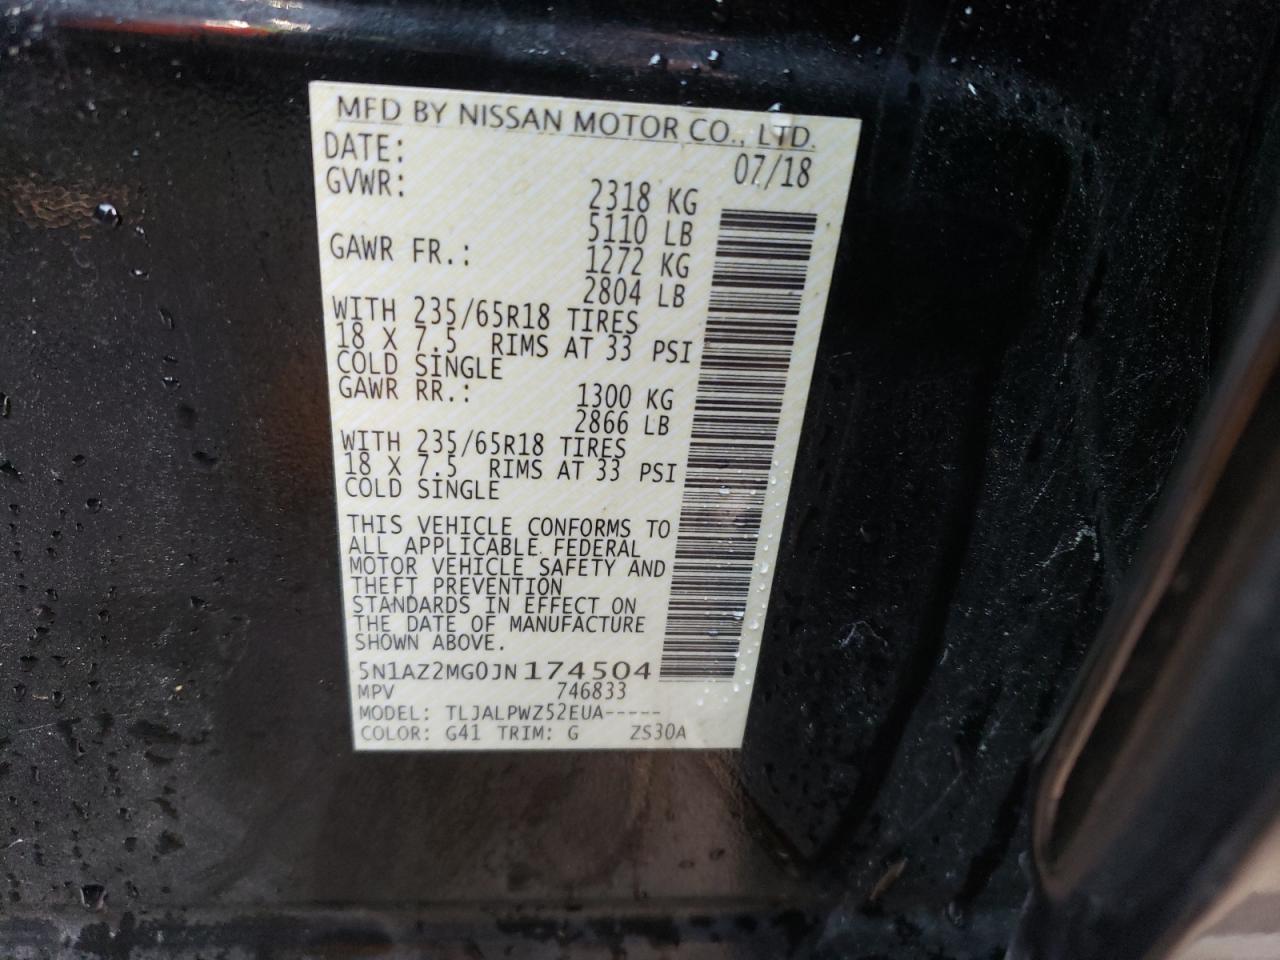 MFD BY NISSAN MOTOR CO., LTD.
DATE: 07/18
GVWR: 2318 KG
5110 LB
GAWR FR.: 1272 KG
2804 LB
WITH 235/65R18 TIRES
18 X 7.5 RIMS AT 33 PSI
COLD SINGLE
GAWR RR.: 1300 KG
2866 LB
WITH 235/65R18 TIRES
18 X 7.5 RIMS AT 33 PSI
COLD SINGLE
THIS VEHICLE CONFORMS TO
ALL APPLICABLE FEDERAL
MOTOR VEHICLE SAFETY AND
THEFT PREVENTION
STANDARDS IN EFFECT ON
THE DATE OF MANUFACTURE
SHOWN ABOVE.
5N1AZ2MG0JN174504
MPV 746833
MODEL: TLJALPWZ52EUA-----
COLOR: G41 TRIM: G ZS30A